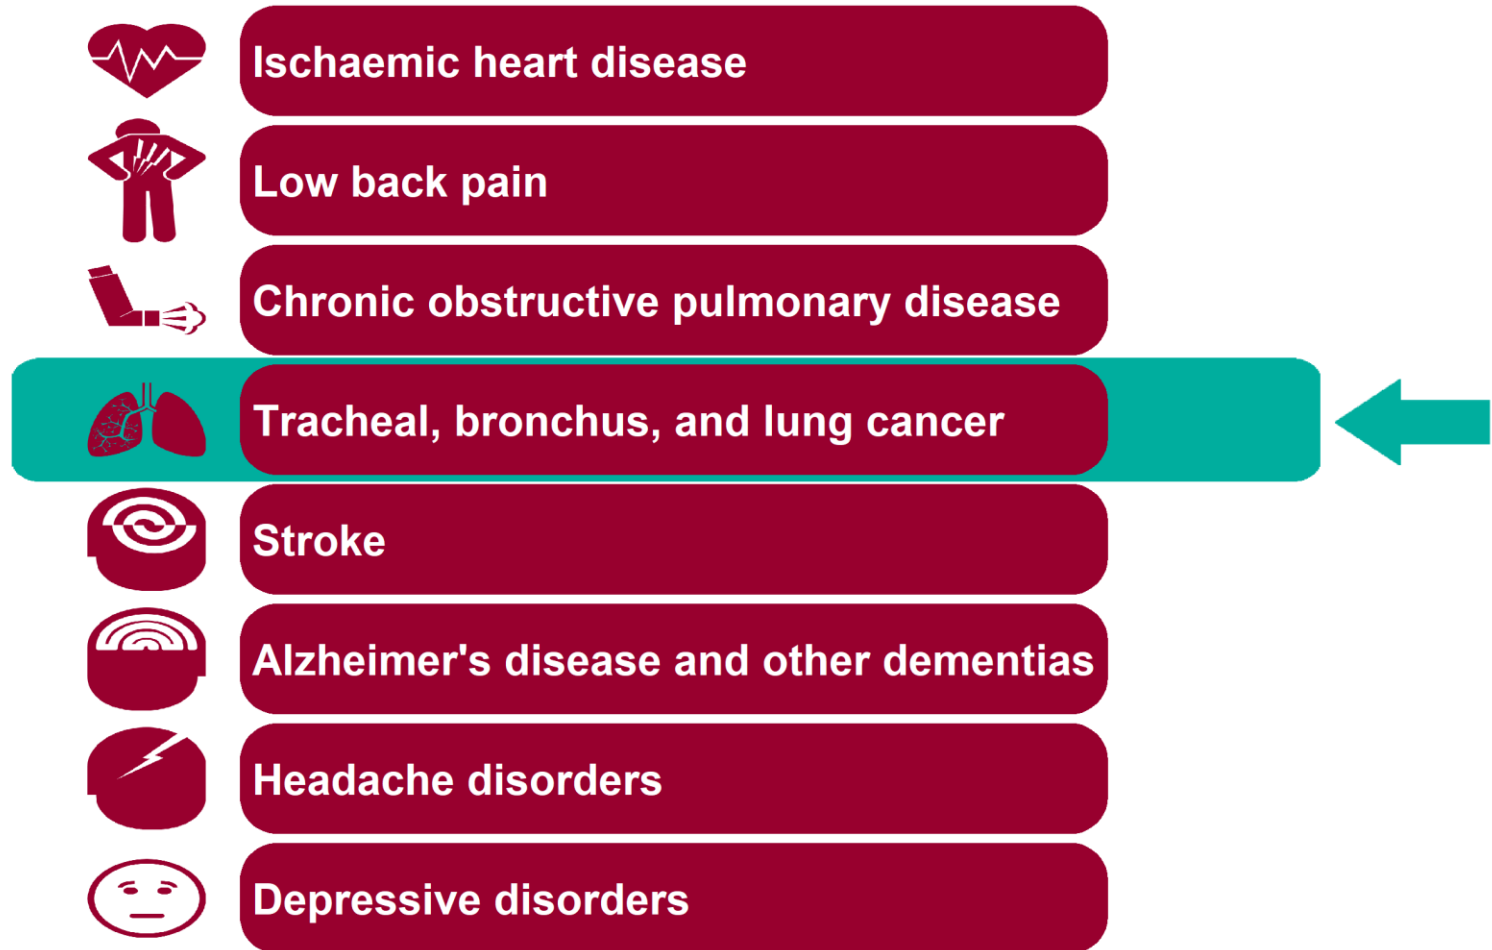 Ischaemic heart disease
Low back pain
Chronic obstructive pulmonary disease
Tracheal, bronchus, and lung cancer
Stroke
Alzheimer's disease and other dementias
Headache disorders
Depressive disorders